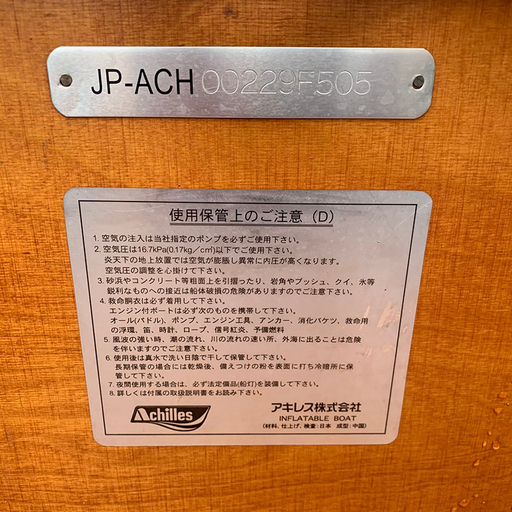 JP-ACH 00229F505
使用保管上のご注意 (D)
1. 空気の注入は当社指定のポンプを必ずご使用下さい。
2. 空気圧は16.7kPa(0.17kg/c㎡)以下でご使用下さい。
炎天下の地上放置では空気が膨脹し異常に内圧が高くなります。
空気圧の調整を心掛けて下さい。
3. 砂浜やコンクリート等粗面上を引摺ったり、岩角やブッシュ、クイ、氷等
鋭利なものへの接近は船体破損の危険がありますのでご注意下さい。
4. 救命胴衣は必ず着用して下さい。
エンジン付ボートは必ず次のものを携帯して下さい。
オール(パドル)、ポンプ、エンジン工具、アンカー、消化バケツ、救命用
の浮環、笛、時計、ロープ、信号紅炎、予備燃料
5. 風波の強い時、潮の流れ、川の流れの速い所、外海に出ることは危険
を伴いますのでご注意下さい。
6. 使用後は真水で洗い日陰で干して保管して下さい。
長期保管の場合には乾燥後、備えつけの粉を表面に打ち冷暗所に保
管して下さい。
7. 夜間使用する場合は、必ず法定備品(船灯)を装備して下さい。
8. 詳しくは付属の取扱説明書をお読み下さい。
Achilles
アキレス株式会社
INFLATABLE BOAT
(材料、仕上げ、検査:日本 成型:中国)